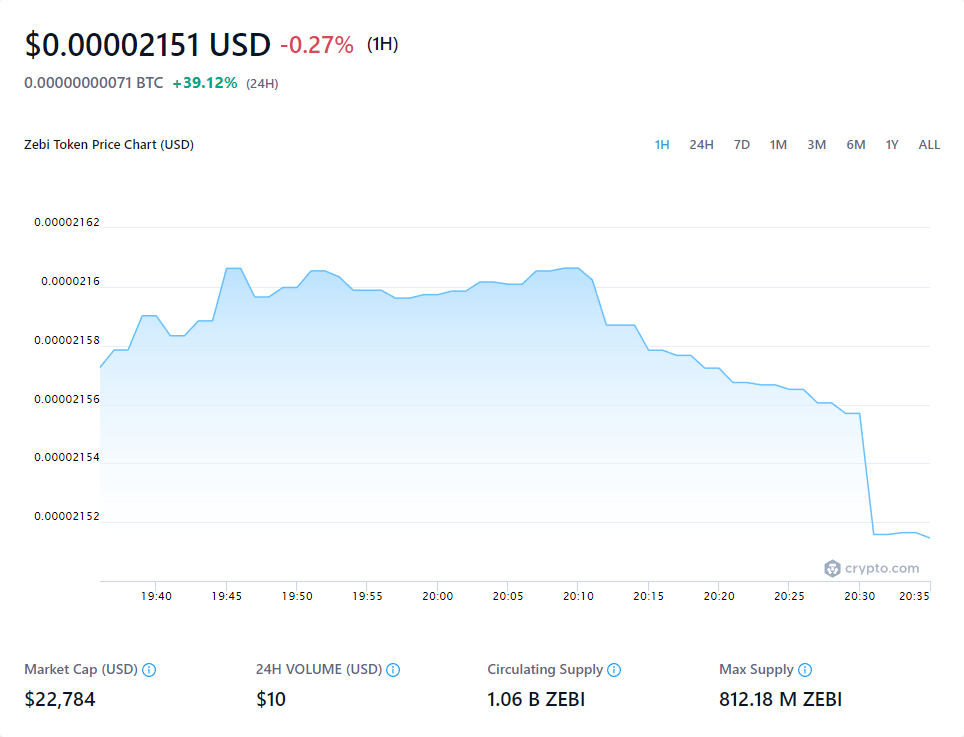 $0.00002151 USD -0.27% (1H)
0.00000000071 BTC +39.12% (24H)
Zebi Token Price Chart (USD) 1H 24H 7D 1M 3M 6M 1Y ALL
0.00002162
0.0000216
0.00002158
0.00002156
0.00002154
0.00002152
crypto.com
19:40 19:45 19:50 19:55 20:00 20:05 20:10 20:15 20:20 20:25 20:30 20:35
Market Cap (USD) 24H VOLUME (USD) Circulating Supply Max Supply
$22,784 $10 1.06 B ZEBI 812.18 M ZEBI